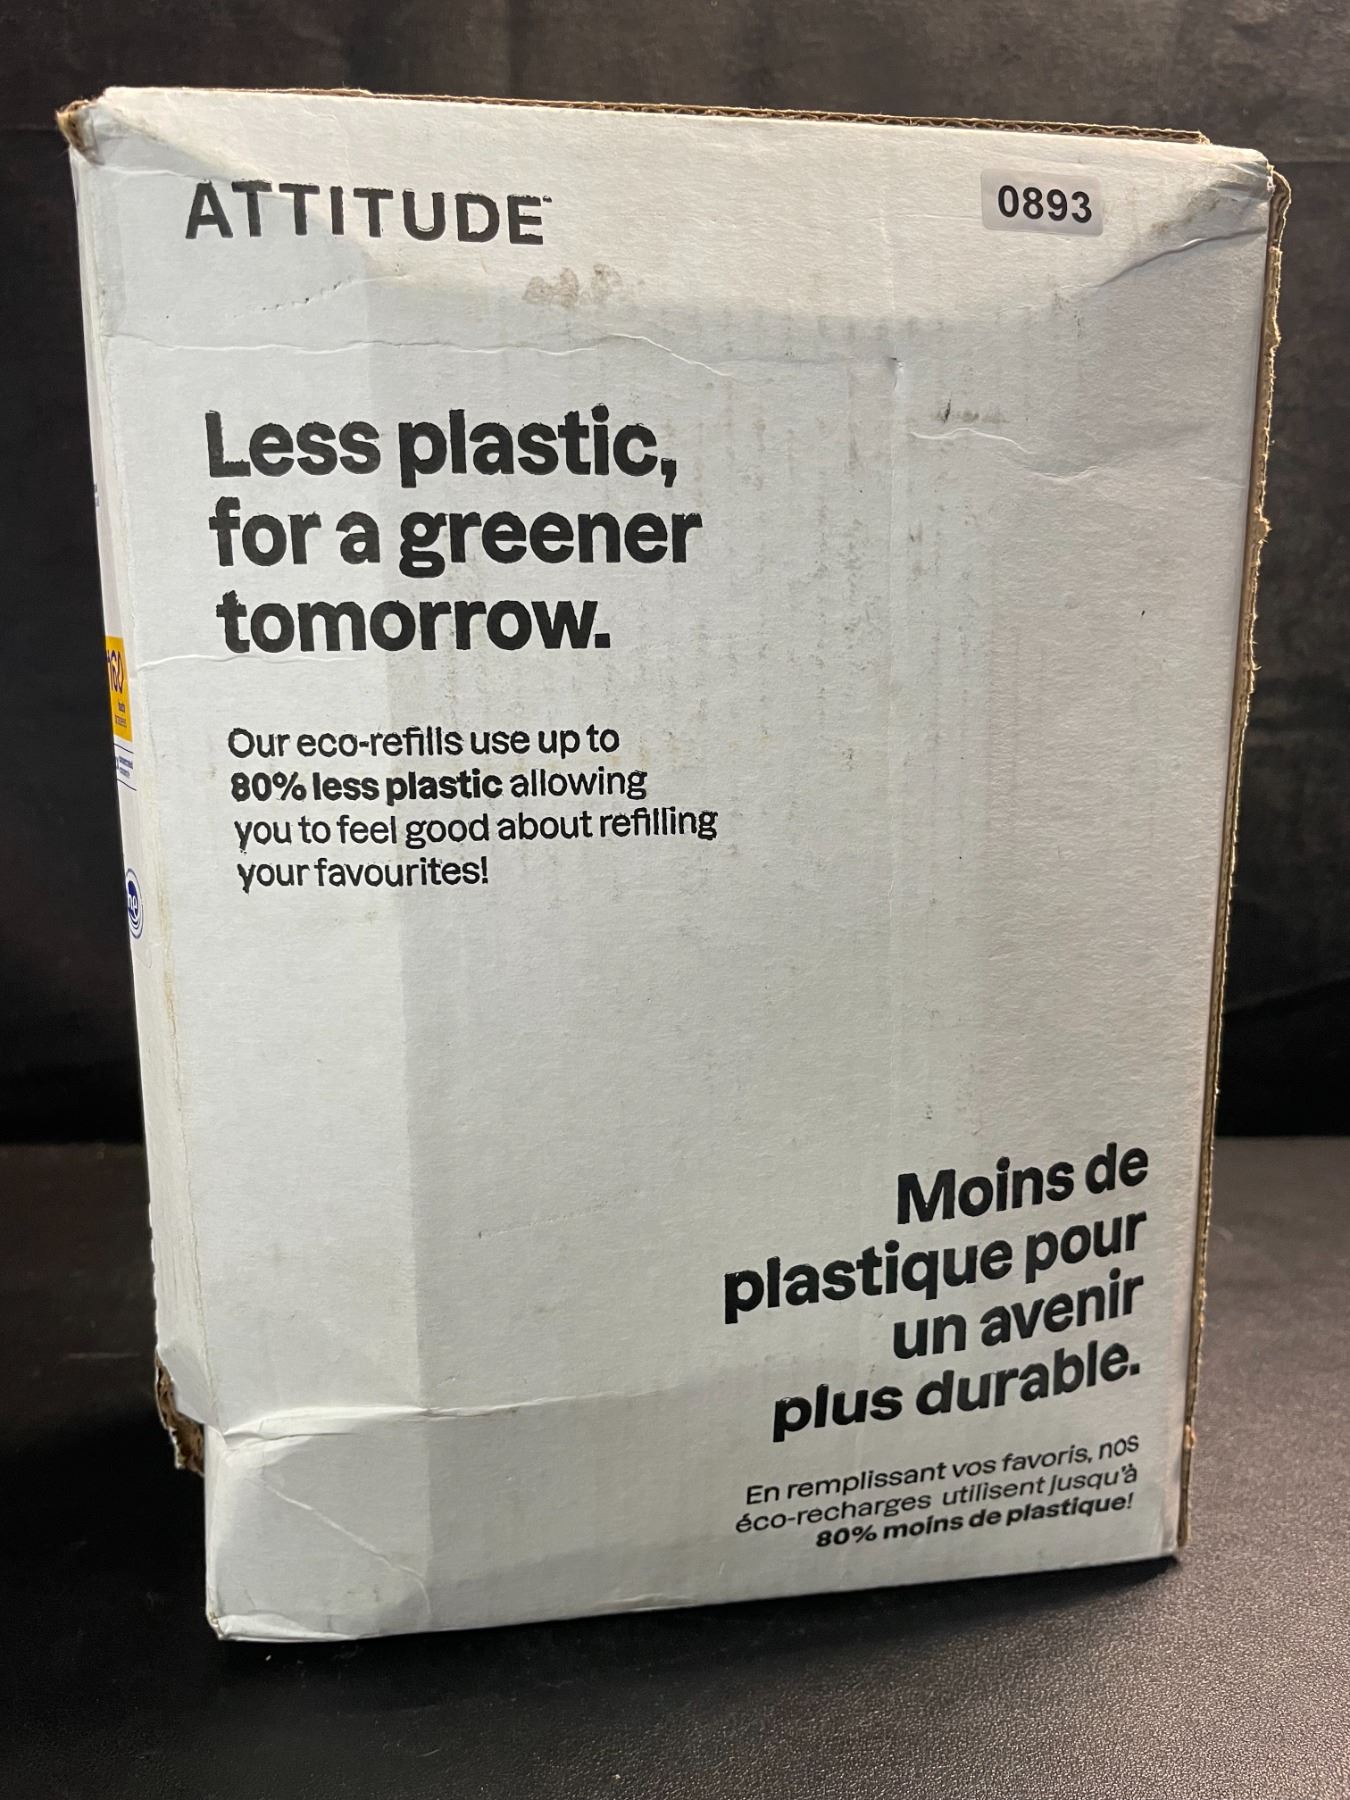 ATTITUDE™
0893
Less plastic,
for a greener
tomorrow.
Our eco-refills use up to
80% less plastic allowing
you to feel good about refilling
your favourites!
Moins de
plastique pour
un avenir
plus durable.
En remplissant vos favoris, nos
éco-recharges utilisent jusqu'à
80% moins de plastique!